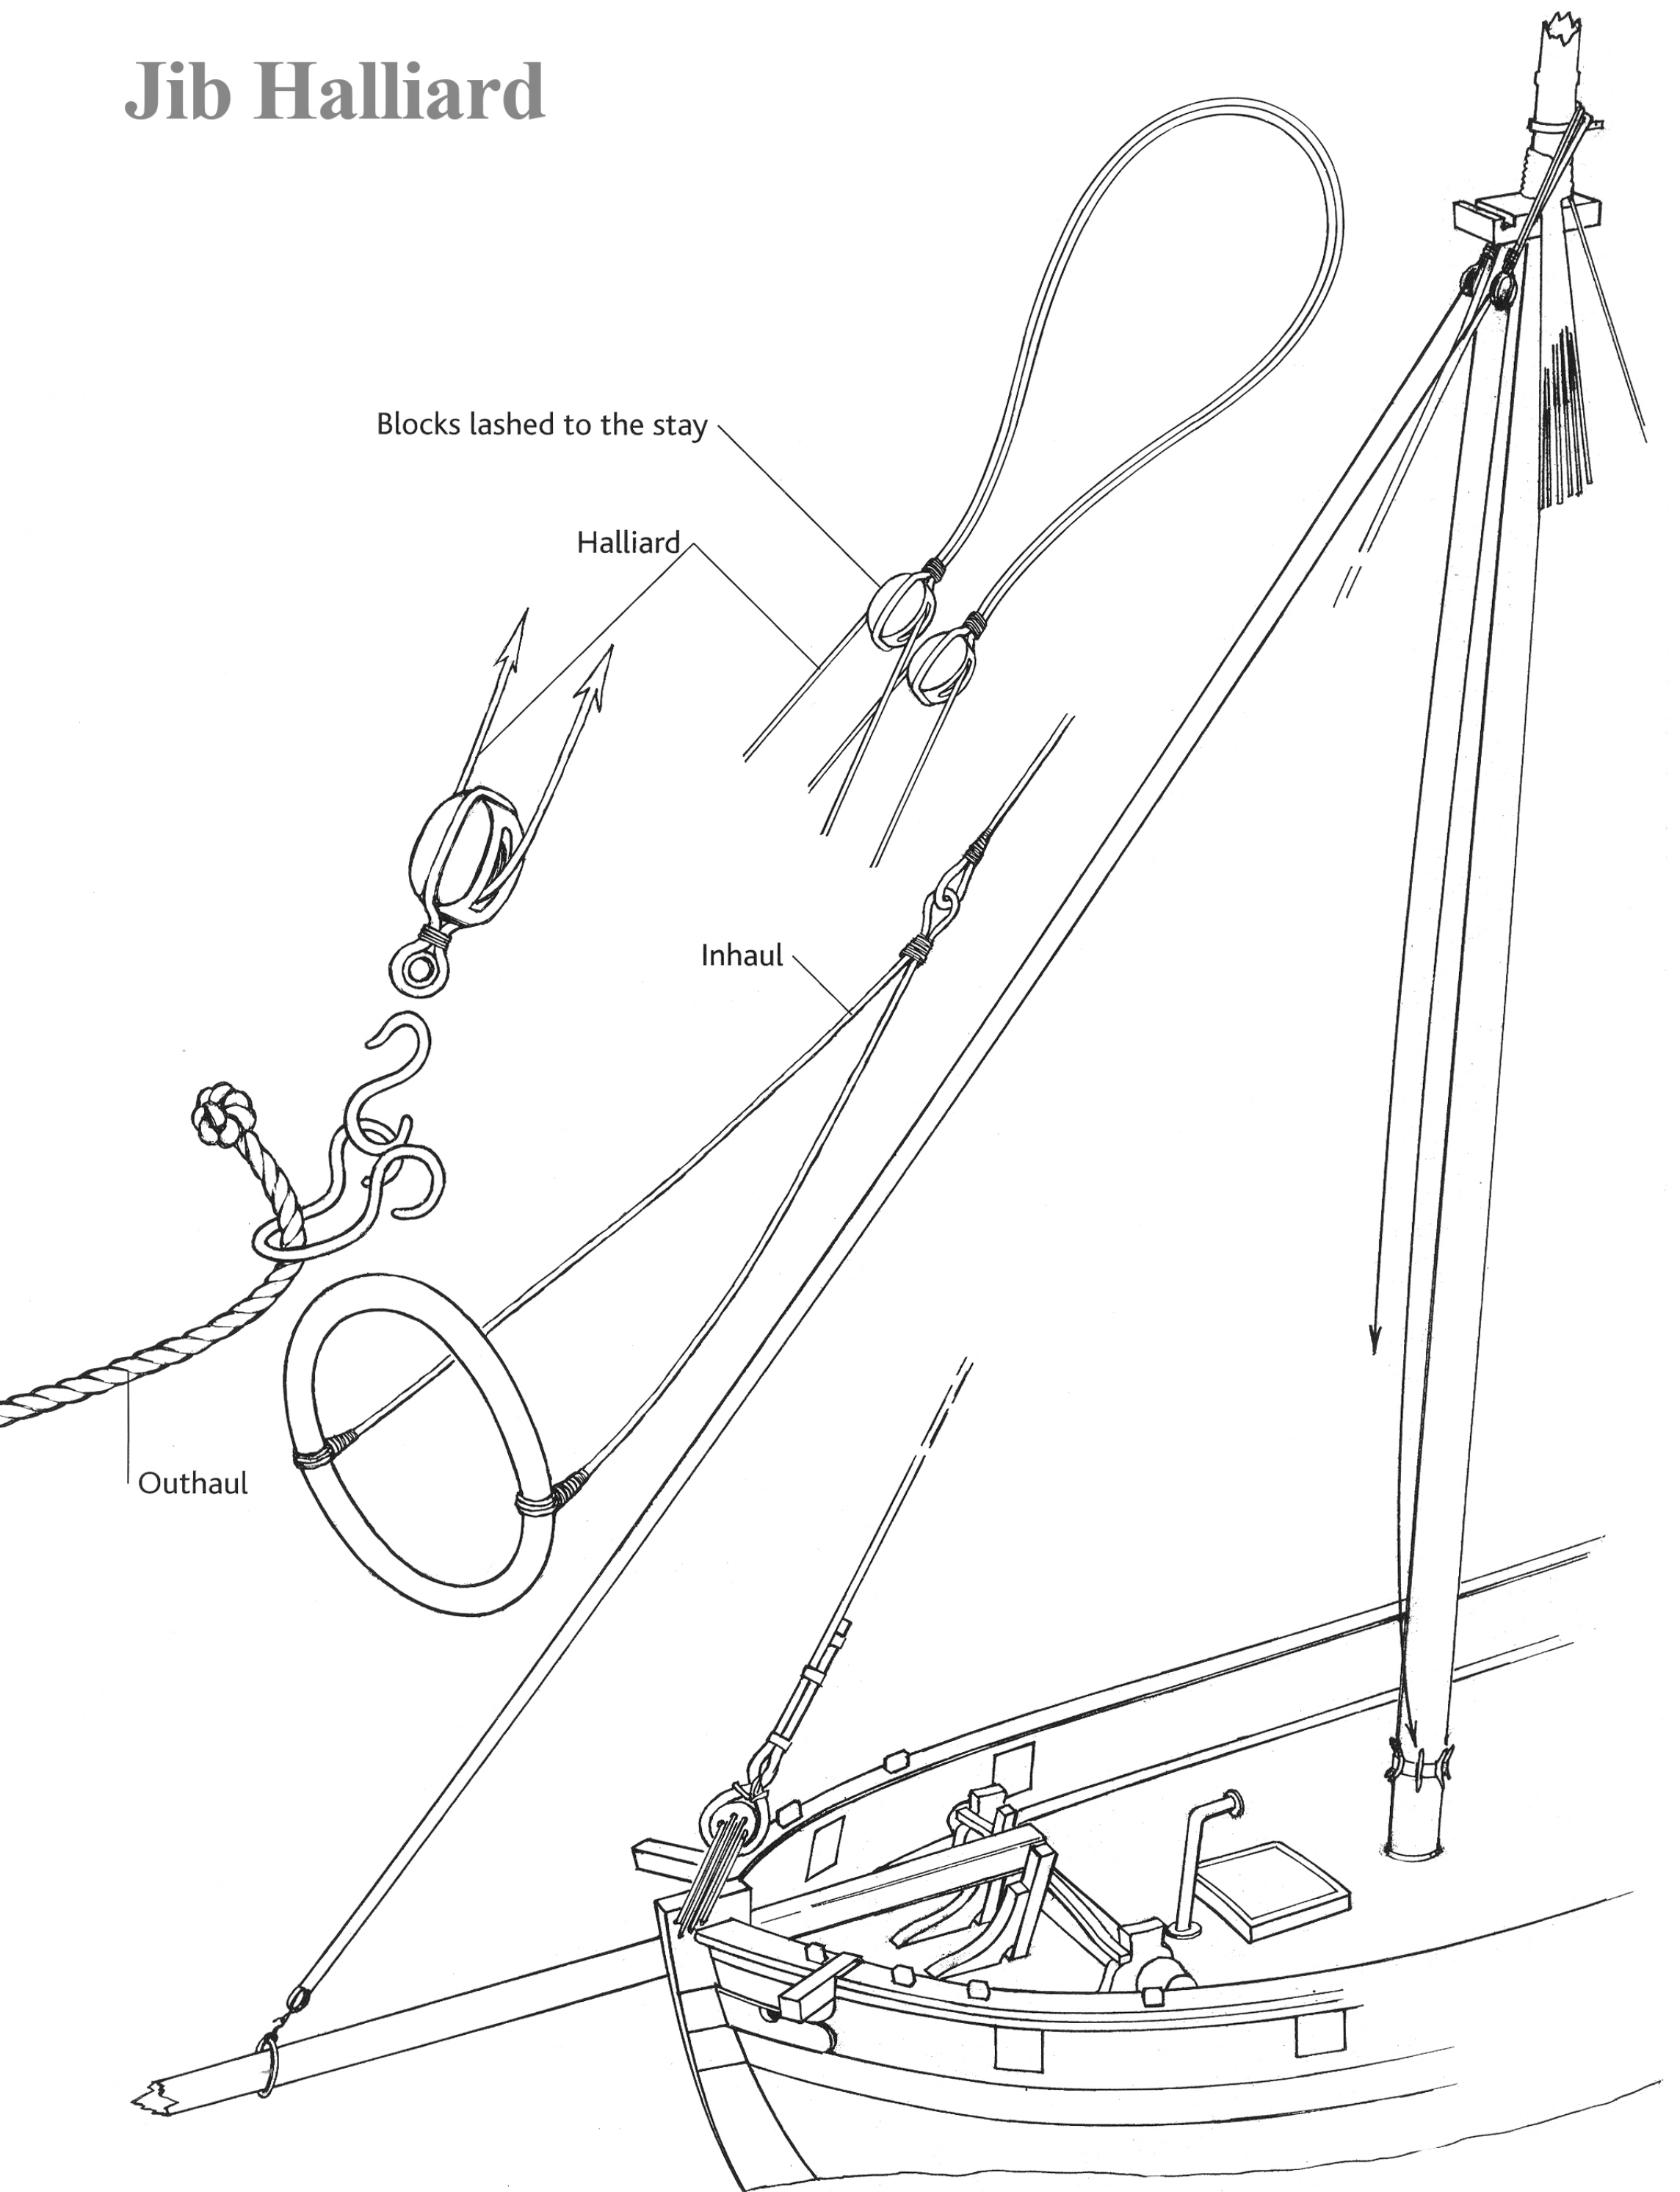 Jib Halliard
Blocks lashed to the stay
Halliard
Inhaul
Outhaul